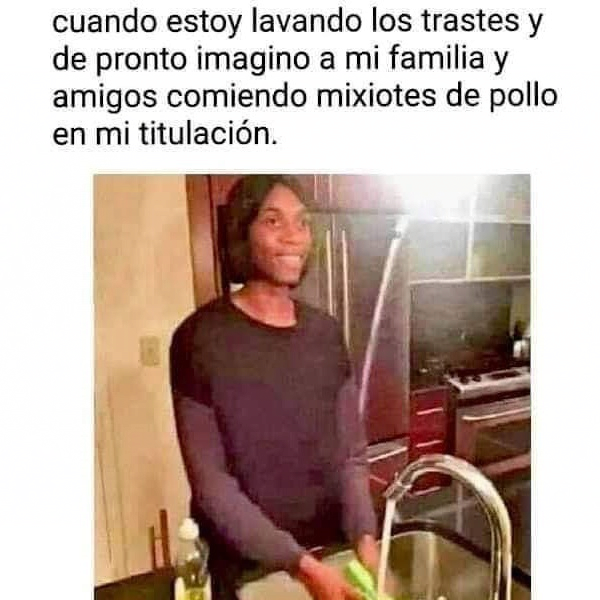 cuando estoy lavando los trastes y
de pronto imagino a mi familia y
amigos comiendo mixiotes de pollo
en mi titulación.